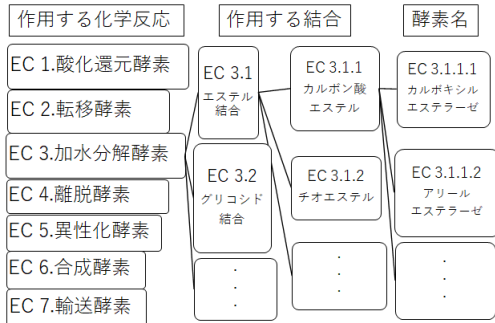 作用する化学反応
作用する結合
酵素名
EC 1.酸化還元酵素
EC 2.転移酵素
EC 3.加水分解酵素
EC 4.離脱酵素
EC 5.異性化酵素
EC 6.合成酵素
EC 7.輸送酵素
EC 3.1
エステル
結合
EC 3.2
グリコシド
結合
・
・
・
EC 3.1.1
カルボン酸
エステル
EC 3.1.2
チオエステル
・
・
・
EC 3.1.1.1
カルボキシル
エステラーゼ
EC 3.1.1.2
アリール
エステラーゼ
・
・
・